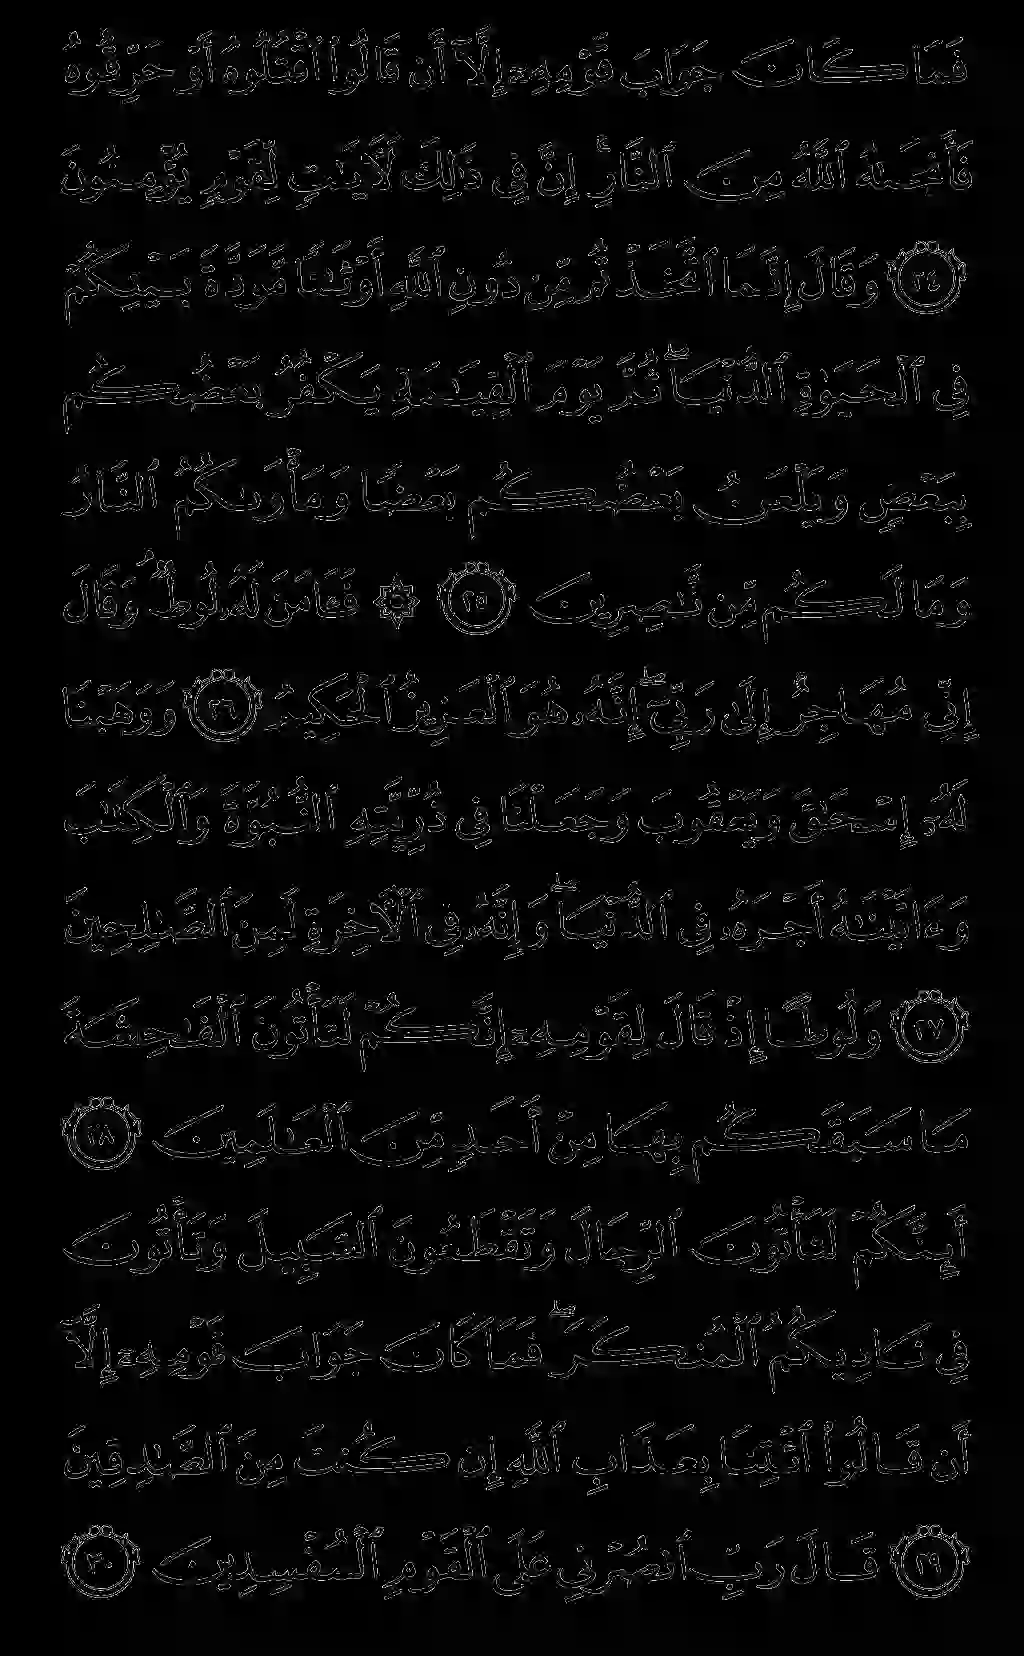 فَمَا كَانَ جَوَابَ قَوْمِهِۦٓ إِلَّآ أَن قَالُوا۟ ٱقْتُلُوهُ أَوْ حَرِّقُوهُ
فَأَنجَىٰهُ ٱللَّهُ مِنَ ٱلنَّارِ ۚ إِنَّ فِى ذَٰلِكَ لَـَٔايَـٰتٍ لِّقَوْمٍ يُؤْمِنُونَ
٢٤ وَقَالَ إِنَّمَا ٱتَّخَذْتُم مِّن دُونِ ٱللَّهِ أَوْثَـٰنًا مَّوَدَّةَ بَيْنِكُمْ
فِى ٱلْحَيَوٰةِ ٱلدُّنْيَا ۖ ثُمَّ يَوْمَ ٱلْقِيَـٰمَةِ يَكْفُرُ بَعْضُكُم
بِبَعْضٍ وَيَلْعَنُ بَعْضُكُم بَعْضًا وَمَأْوَىٰكُمُ ٱلنَّارُ
وَمَا لَكُم مِّن نَّـٰصِرِينَ ٢٥ ۞ فَـَٔامَنَ لَهُۥ لُوطٌ ۘ وَقَالَ
إِنِّى مُهَاجِرٌ إِلَىٰ رَبِّىٓ ۖ إِنَّهُۥ هُوَ ٱلْعَزِيزُ ٱلْحَكِيمُ ٢٦ وَوَهَبْنَا
لَهُۥٓ إِسْحَـٰقَ وَيَعْقُوبَ وَجَعَلْنَا فِى ذُرِّيَّتِهِ ٱلنُّبُوَّةَ وَٱلْكِتَـٰبَ
وَءَاتَيْنَـٰهُ أَجْرَهُۥ فِى ٱلدُّنْيَا ۖ وَإِنَّهُۥ فِى ٱلْـَٔاخِرَةِ لَمِنَ ٱلصَّـٰلِحِينَ
٢٧ وَلُوطًا إِذْ قَالَ لِقَوْمِهِۦٓ إِنَّكُمْ لَتَأْتُونَ ٱلْفَـٰحِشَةَ
مَا سَبَقَكُم بِهَا مِنْ أَحَدٍ مِّنَ ٱلْعَـٰلَمِينَ ٢٨
أَئِنَّكُمْ لَتَأْتُونَ ٱلرِّجَالَ وَتَقْطَعُونَ ٱلسَّبِيلَ وَتَأْتُونَ
فِى نَادِيكُمُ ٱلْمُنكَرَ ۖ فَمَا كَانَ جَوَابَ قَوْمِهِۦٓ إِلَّآ
أَن قَالُوا۟ ٱئْتِنَا بِعَذَابِ ٱللَّهِ إِن كُنتَ مِنَ ٱلصَّـٰدِقِينَ
٢٩ قَالَ رَبِّ ٱنصُرْنِى عَلَى ٱلْقَوْمِ ٱلْمُفْسِدِينَ ٣٠